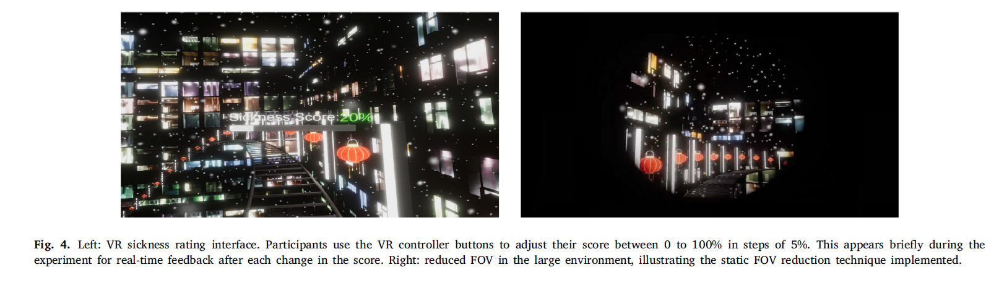 Sickness Score:20%
Fig. 4. Left: VR sickness rating interface. Participants use the VR controller buttons to adjust their score between 0 to 100% in steps of 5%. This appears briefly during the
experiment for real-time feedback after each change in the score. Right: reduced FOV in the large environment, illustrating the static FOV reduction technique implemented.